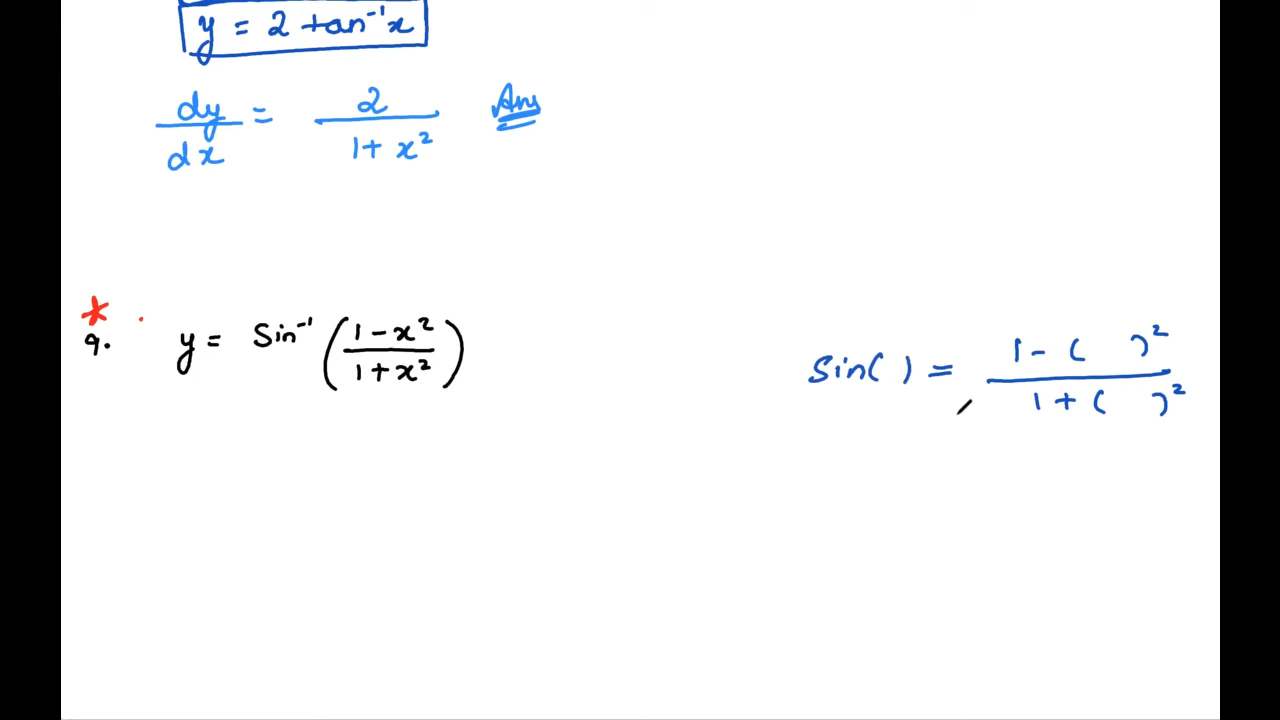 y = 2 tan⁻¹x
dy/dx = 2/(1 + x²) Ans
9. y = Sin⁻¹((1 - x²)/(1 + x²))
Sin( ) = (1 - ( )²)/(1 + ( )²)